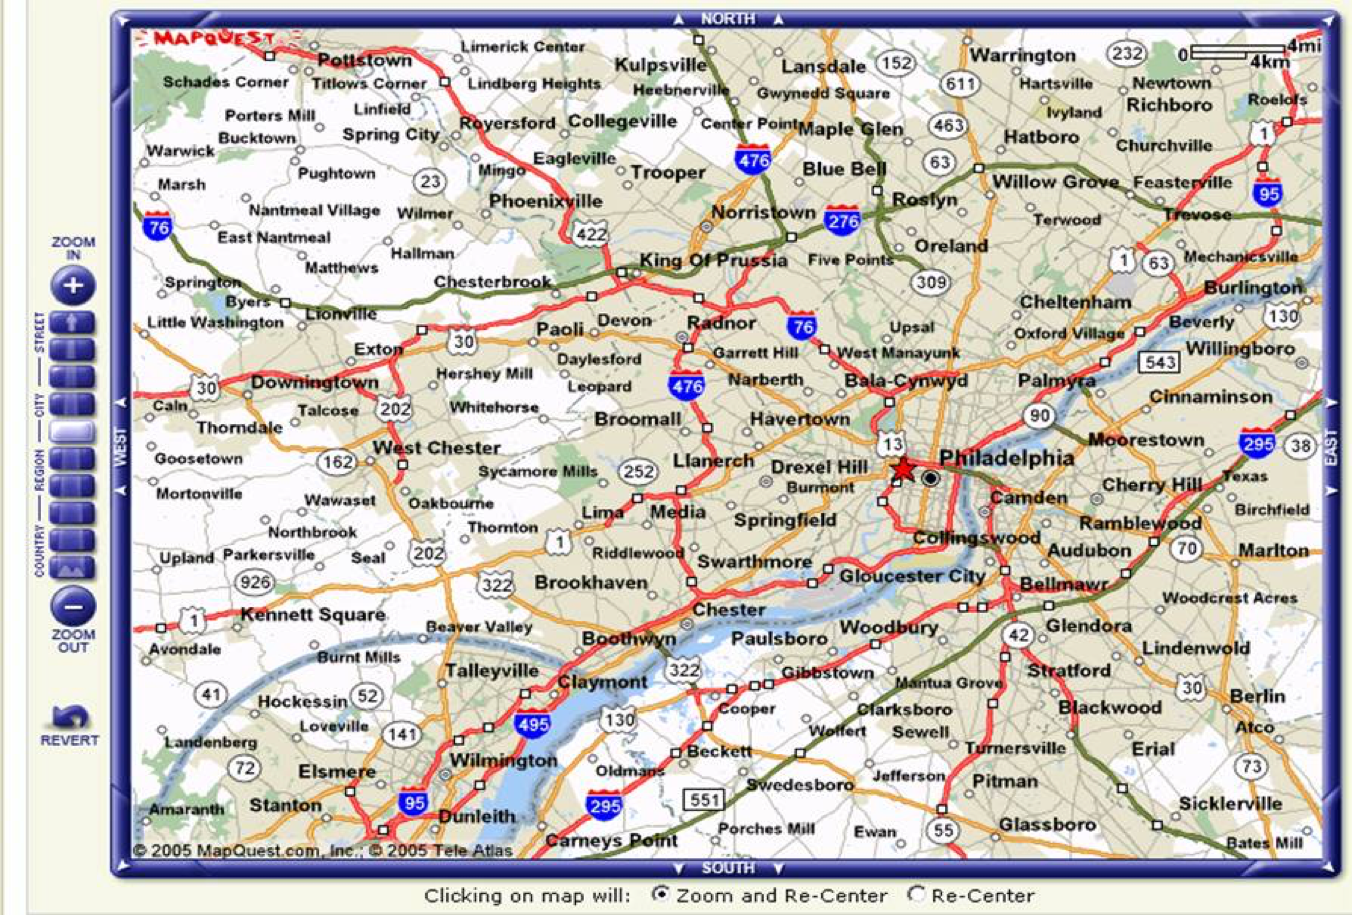 NORTH
MAPQUEST
Limerick Center
Warrington
232
0
4mi
4km
Pottstown
Kulpsville
Lansdale
152
Schades Corner
Titlows Corner
Lindberg Heights
Heebnerville
Gwynedd Square
611
Hartsville
Newtown
Richboro
Roelofs
Linfield
Porters Mill
Royersford
Collegeville
Center Point
Maple Glen
463
Ivyland
Bucktown
Spring City
Hatboro
Churchville
1
Warwick
Eagleville
476
Blue Bell
63
Pughtown
Mingo
Trooper
Willow Grove
Feasterville
95
Marsh
23
Phoenixville
Roslyn
Nantmeal Village
Wilmer
Norristown
276
Terwood
Trevose
76
East Nantmeal
422
Oreland
ZOOM
IN
Hallman
King Of Prussia
Five Points
1
63
Mechanicsville
Matthews
Springton
Chesterbrook
309
Burlington
Byers
Lionville
Cheltenham
130
Little Washington
Paoli
Devon
Radnor
76
Upsal
Oxford Village
Beverly
STREET
Exton
30
Daylesford
Garrett Hill
West Manayunk
543
Willingboro
30
Downingtown
Hershey Mill
Leopard
476
Narberth
Bala-Cynwyd
Palmyra
Caln
Talcose
202
Whitehorse
Broomall
Havertown
90
Cinnaminson
CITY
Thorndale
WEST
EAST
West Chester
13
Moorestown
295
38
Goosetown
162
Sycamore Mills
252
Llanerch
Drexel Hill
Philadelphia
REGION
Mortonville
Burmont
Cherry Hill
Texas
Wawaset
Oakbourne
Lima
Media
Springfield
Camden
Birchfield
Northbrook
Thornton
1
Ramblewood
COUNTRY
Upland
Parkersville
Seal
202
Riddlewood
Swarthmore
Collingswood
Audubon
70
Marlton
926
322
Brookhaven
Gloucester City
Bellmawr
Woodcrest Acres
1
Kennett Square
Chester
ZOOM
OUT
Beaver Valley
Boothwyn
Paulsboro
Woodbury
42
Glendora
Avondale
Burnt Mills
Lindenwold
Talleyville
322
Gibbstown
Stratford
41
Hockessin
52
Claymont
Mantua Grove
30
Berlin
Cooper
Clarksboro
Blackwood
REVERT
Loveville
141
495
130
Wolfert
Sewell
Atco
Landenberg
Beckett
Turnersville
Erial
72
Elsmere
Wilmington
Oldmans
Jefferson
73
Swedesboro
Pitman
Amaranth
Stanton
95
295
551
Sicklerville
Dunleith
Porches Mill
Ewan
55
Glassboro
Carneys Point
Bates Mill
© 2005 MapQuest.com, Inc.; © 2005 Tele Atlas
SOUTH
Clicking on map will: Zoom and Re-Center Re-Center